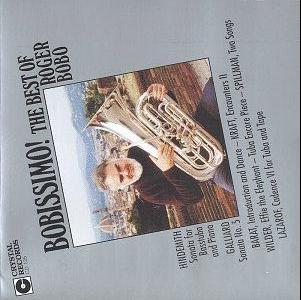 BOBISSIMO! THE BEST OF
ROGER
BOBO
HINDEMITH
Sonata for
Basstuba
and Piano
GALLIARD
Sonata No. 5
BARAT, Introduction and Dance – KRAFT, Encounters II
WILDER, Effie the Elephant – Tuba Encore Piece – SPILLMAN, Two Songs
LAZAROF, Cadence VI for Tuba and Tape
CRYSTAL
RECORDS